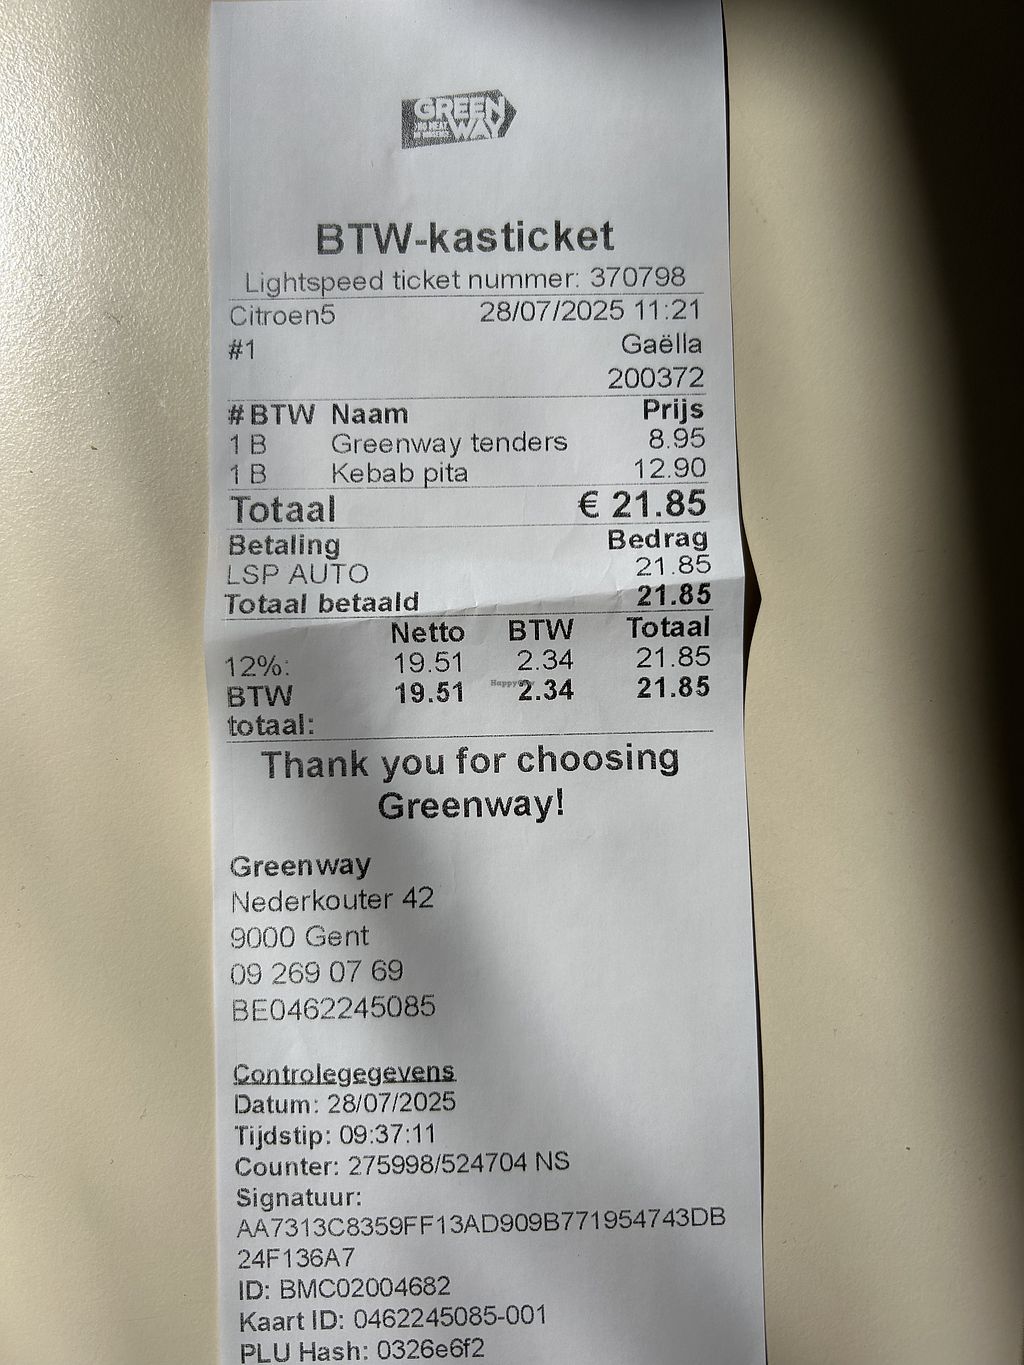 GREEN
WAY
BTW-kasticket
Lightspeed ticket nummer: 370798
Citroen5 28/07/2025 11:21
#1 Gaëlla
200372
# BTW Naam Prijs
1 B Greenway tenders 8.95
1 B Kebab pita 12.90
Totaal € 21.85
Betaling Bedrag
LSP AUTO 21.85
Totaal betaald 21.85
Netto BTW Totaal
12%: 19.51 2.34 21.85
BTW 19.51 2.34 21.85
totaal:
Thank you for choosing
Greenway!
Greenway
Nederkouter 42
9000 Gent
09 269 07 69
BE0462245085
Controlegegevens
Datum: 28/07/2025
Tijdstip: 09:37:11
Counter: 275998/524704 NS
Signatuur:
AA7313C8359FF13AD909B771954743DB
24F136A7
ID: BMC02004682
Kaart ID: 0462245085-001
PLU Hash: 0326e6f2